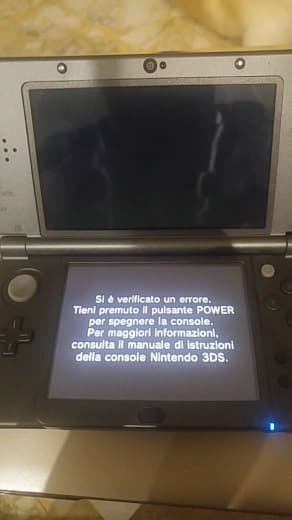 Si è verificato un errore.
Tieni premuto il pulsante POWER
per spegnere la console.
Per maggiori informazioni,
consulta il manuale di istruzioni
della console Nintendo 3DS.